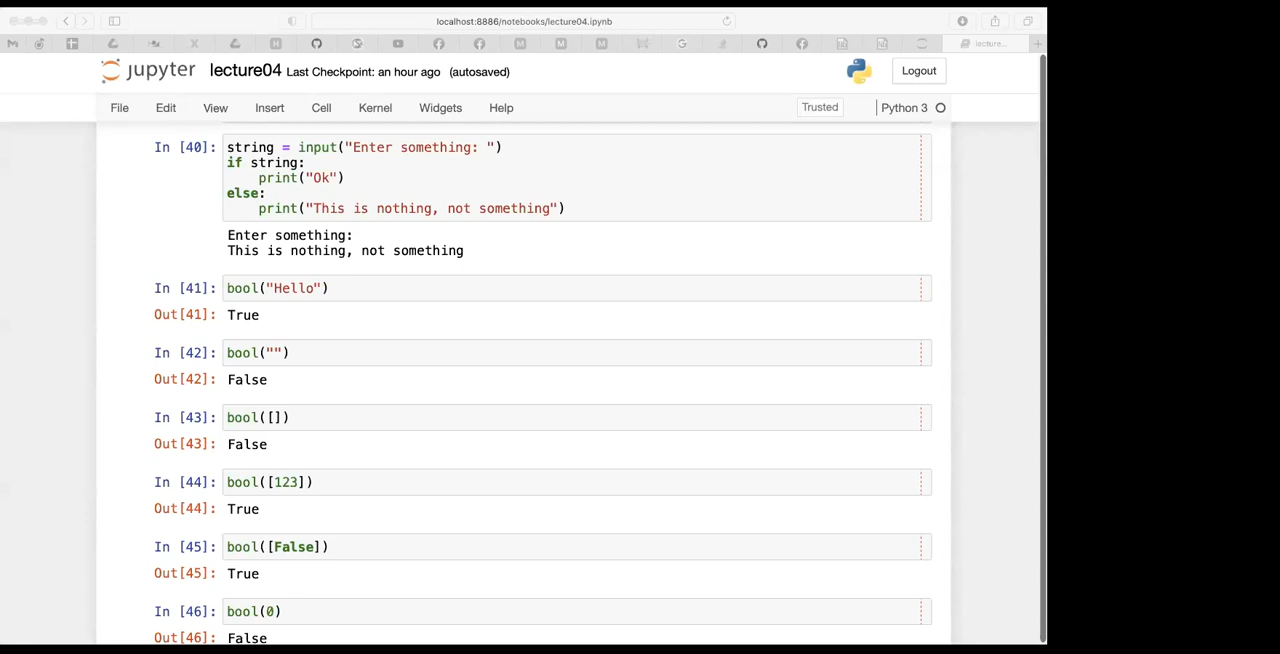 localhost:8886/notebooks/lecture04.ipynb
lecture...
jupyter lecture04 Last Checkpoint: an hour ago (autosaved) Logout
File Edit View Insert Cell Kernel Widgets Help Trusted Python 3
In [40]: string = input("Enter something: ")
if string:
print("Ok")
else:
print("This is nothing, not something")
Enter something:
This is nothing, not something
In [41]: bool("Hello")
Out[41]: True
In [42]: bool("")
Out[42]: False
In [43]: bool([])
Out[43]: False
In [44]: bool([123])
Out[44]: True
In [45]: bool([False])
Out[45]: True
In [46]: bool(0)
Out[46]: False